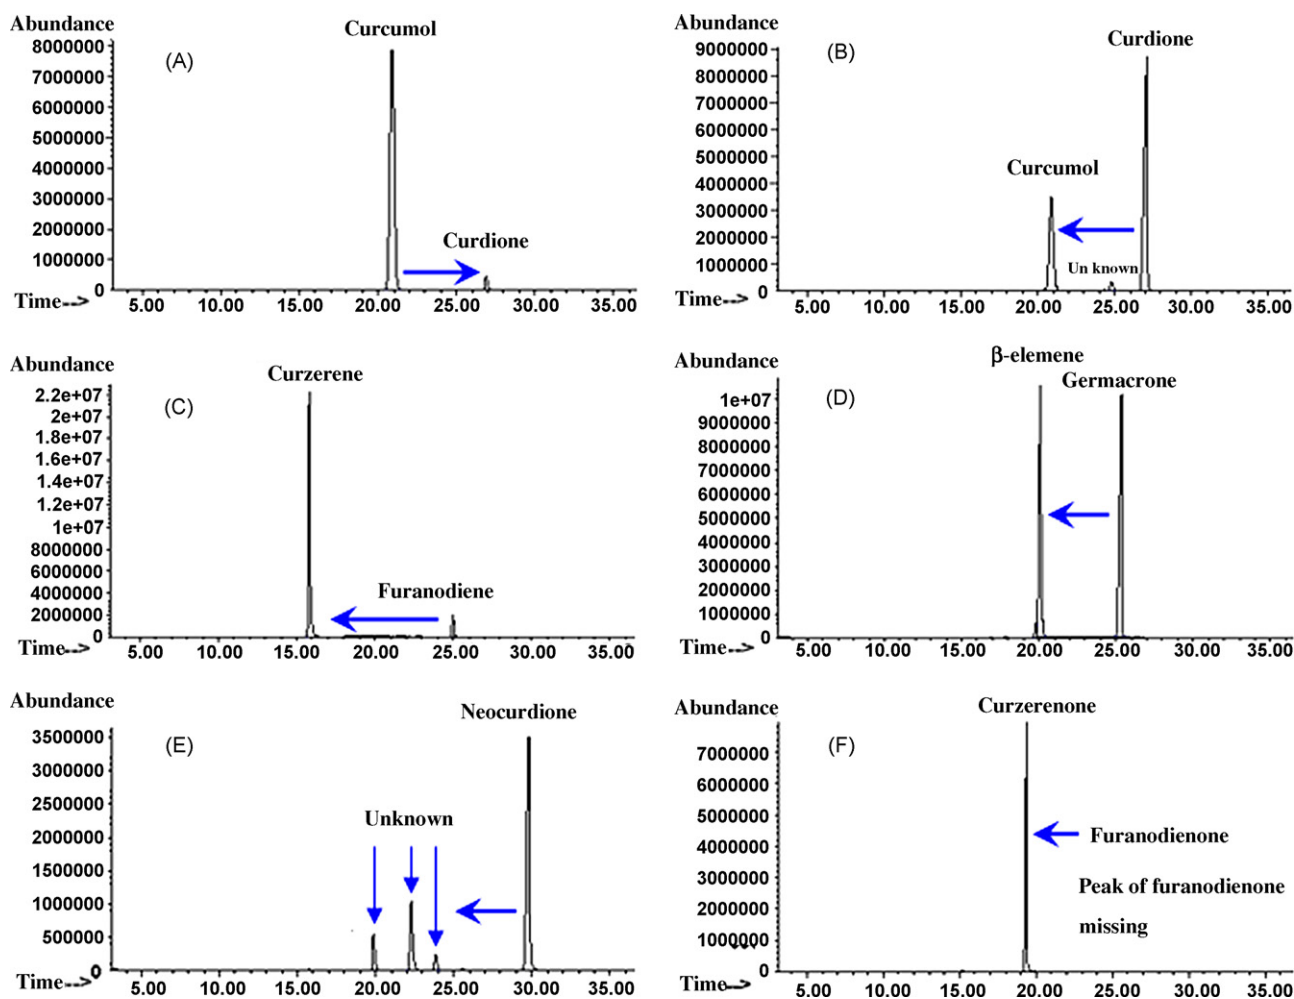 Abundance
Curcumol
(A)
8000000
7000000
6000000
5000000
4000000
3000000
2000000
1000000
0
Curdione
Time-->
5.00 10.00 15.00 20.00 25.00 30.00 35.00
Abundance
Curdione
(B)
9000000
8000000
7000000
6000000
5000000
4000000
3000000
2000000
1000000
0
Curcumol
Un known
Time-->
5.00 10.00 15.00 20.00 25.00 30.00 35.00
Abundance
Curzerene
(C)
2.2e+07
2e+07
1.8e+07
1.6e+07
1.4e+07
1.2e+07
1e+07
8000000
6000000
4000000
2000000
0
Furanodiene
Time-->
5.00 10.00 15.00 20.00 25.00 30.00 35.00
Abundance
β-elemene
Germacrone
(D)
1e+07
9000000
8000000
7000000
6000000
5000000
4000000
3000000
2000000
1000000
0
Time-->
5.00 10.00 15.00 20.00 25.00 30.00 35.00
Abundance
Neocurdione
(E)
3500000
3000000
2500000
2000000
1500000
1000000
500000
0
Unknown
Time-->
5.00 10.00 15.00 20.00 25.00 30.00 35.00
Abundance
Curzerenone
(F)
7000000
6000000
5000000
4000000
3000000
2000000
1000000
0
Furanodienone
Peak of furanodienone
missing
Time-->
5.00 10.00 15.00 20.00 25.00 30.00 35.00